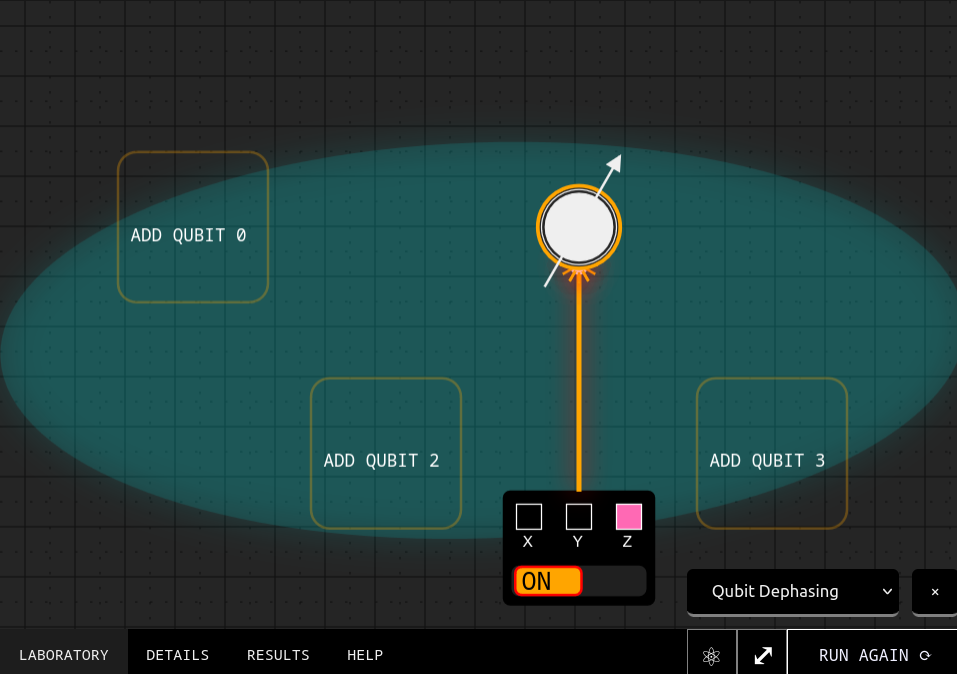 ADD QUBIT 0
ADD QUBIT 2
ADD QUBIT 3
X Y Z
ON
Qubit Dephasing
×
LABORATORY DETAILS RESULTS HELP
RUN AGAIN ⟳